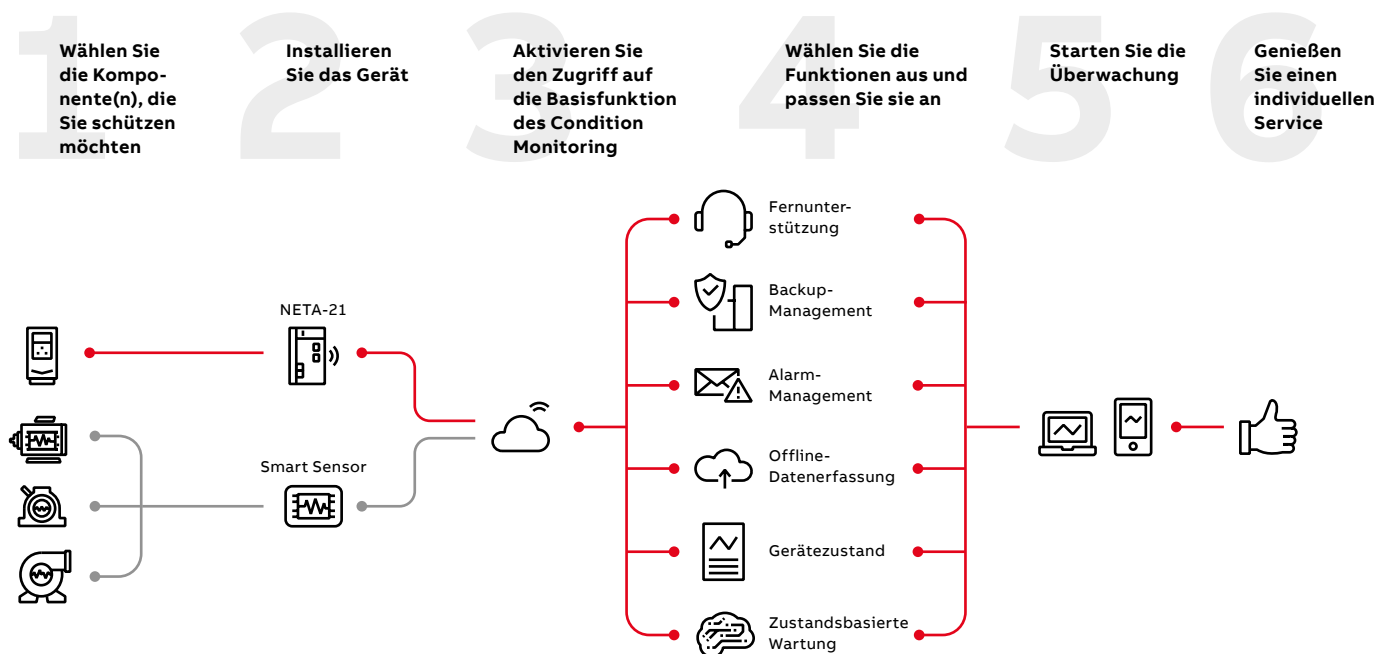 1
Wählen Sie
die Kompo-
nente(n), die
Sie schützen
möchten
2
Installieren
Sie das Gerät
3
Aktivieren Sie
den Zugriff auf
die Basisfunktion
des Condition
Monitoring
4
Wählen Sie die
Funktionen aus und
passen Sie sie an
5
Starten Sie die
Überwachung
6
Genießen
Sie einen
individuellen
Service
NETA-21
Smart Sensor
Fernunter-
stützung
Backup-
Management
Alarm-
Management
Offline-
Datenerfassung
Gerätezustand
Zustandsbasierte
Wartung